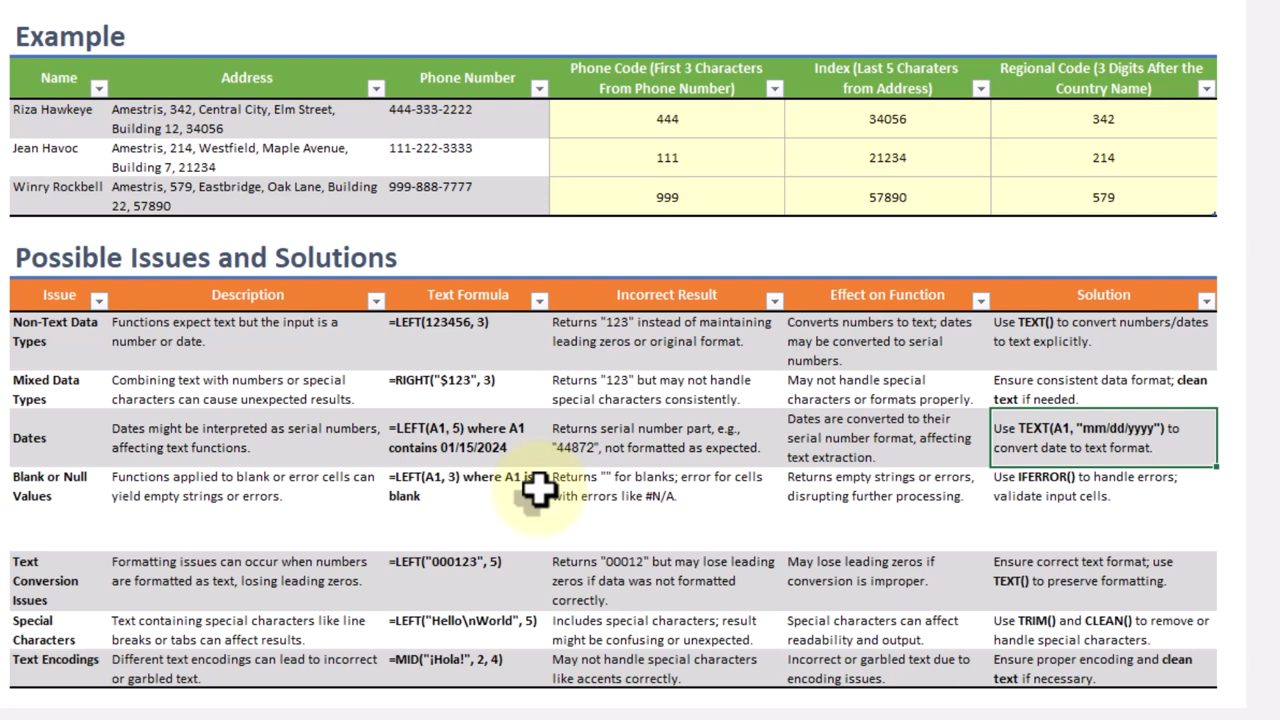 Example
Name
Address
Phone Number
Phone Code (First 3 Characters
From Phone Number)
Index (Last 5 Charaters
from Address)
Regional Code (3 Digits After the
Country Name)
Riza Hawkeye
Amestris, 342, Central City, Elm Street,
Building 12, 34056
444-333-2222
444
34056
342
Jean Havoc
Amestris, 214, Westfield, Maple Avenue,
Building 7, 21234
111-222-3333
111
21234
214
Winry Rockbell
Amestris, 579, Eastbridge, Oak Lane, Building
22, 57890
999-888-7777
999
57890
579
Possible Issues and Solutions
Issue
Description
Text Formula
Incorrect Result
Effect on Function
Solution
Non-Text Data
Types
Functions expect text but the input is a
number or date.
=LEFT(123456, 3)
Returns "123" instead of maintaining
leading zeros or original format.
Converts numbers to text; dates
may be converted to serial
numbers.
Use TEXT() to convert numbers/dates
to text explicitly.
Mixed Data
Types
Combining text with numbers or special
characters can cause unexpected results.
=RIGHT("$123", 3)
Returns "123" but may not handle
special characters consistently.
May not handle special
characters or formats properly.
Ensure consistent data format; clean
text if needed.
Dates
Dates might be interpreted as serial numbers,
affecting text functions.
=LEFT(A1, 5) where A1
contains 01/15/2024
Returns serial number part, e.g.,
"44872", not formatted as expected.
Dates are converted to their
serial number format, affecting
text extraction.
Use TEXT(A1, "mm/dd/yyyy") to
convert date to text format.
Blank or Null
Values
Functions applied to blank or error cells can
yield empty strings or errors.
=LEFT(A1, 3) where A1 is
blank
Returns "" for blanks; error for cells
with errors like #N/A.
Returns empty strings or errors,
disrupting further processing.
Use IFERROR() to handle errors;
validate input cells.
Text
Conversion
Issues
Formatting issues can occur when numbers
are formatted as text, losing leading zeros.
=LEFT("000123", 5)
Returns "00012" but may lose leading
zeros if data was not formatted
correctly.
May lose leading zeros if
conversion is improper.
Ensure correct text format; use
TEXT() to preserve formatting.
Special
Characters
Text containing special characters like line
breaks or tabs can affect results.
=LEFT("Hello\nWorld", 5)
Includes special characters; result
might be confusing or unexpected.
Special characters can affect
readability and output.
Use TRIM() and CLEAN() to remove or
handle special characters.
Text Encodings
Different text encodings can lead to incorrect
or garbled text.
=MID("¡Hola!", 2, 4)
May not handle special characters
like accents correctly.
Incorrect or garbled text due to
encoding issues.
Ensure proper encoding and clean
text if necessary.